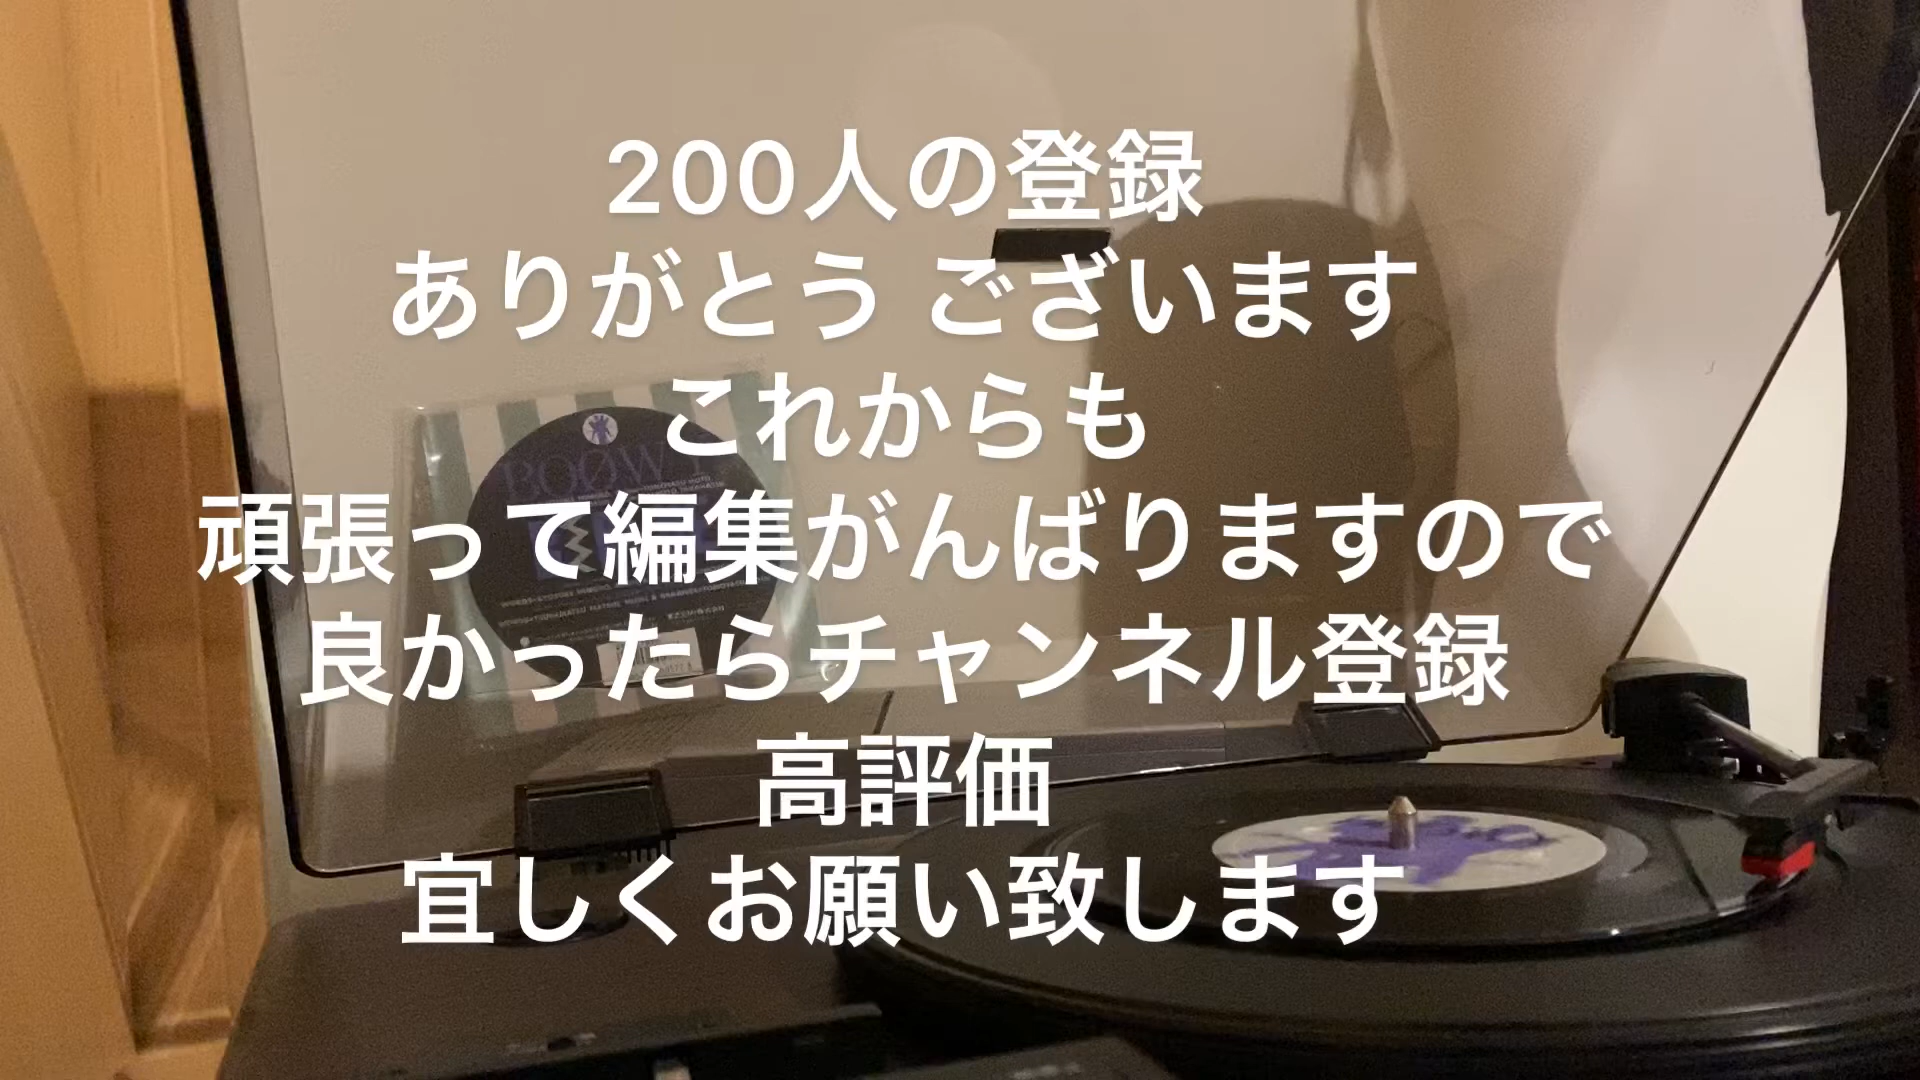 200人の登録
ありがとう ございます
これからも
頑張って編集がんばりますので
良かったらチャンネル登録
高評価
宜しくお願い致します
BOØWY